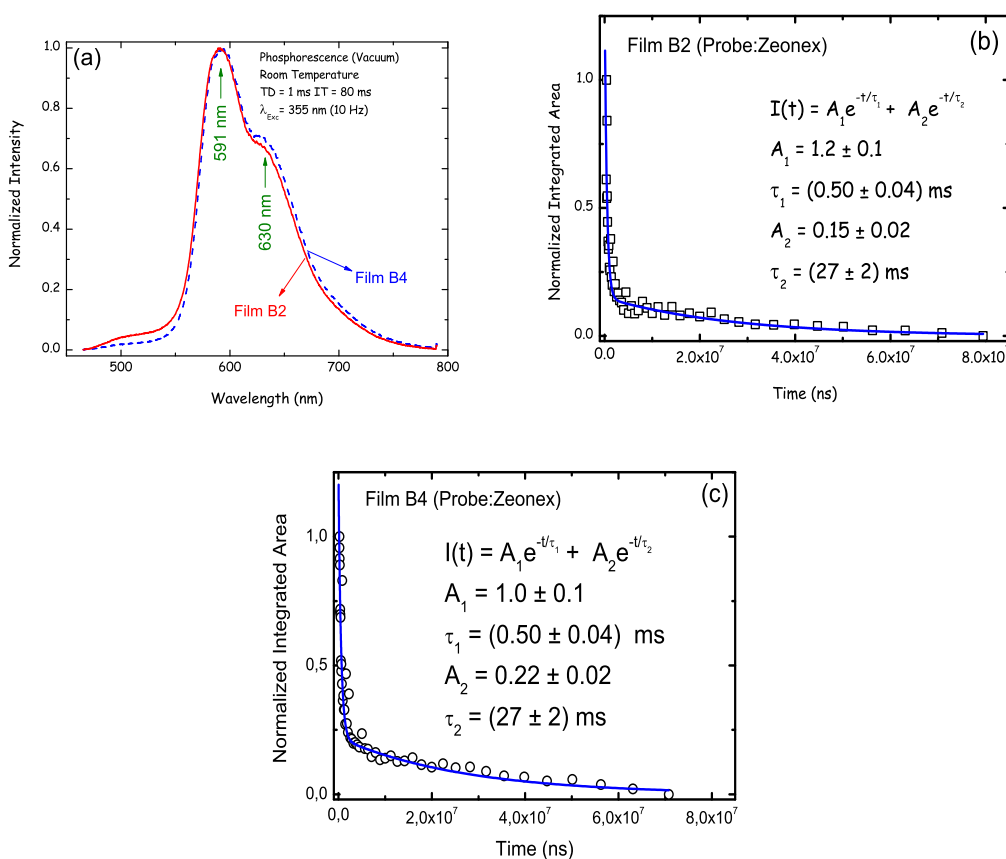 (a)
Phosphorescence (Vacuum)
Room Temperature
TD = 1 ms IT = 80 ms
λExc = 355 nm (10 Hz)
591 nm
630 nm
Film B4
Film B2
Normalized Intensity
1.0
0.8
0.6
0.4
0.2
0.0
500 600 700 800
Wavelength (nm)
(b)
Film B2 (Probe:Zeonex)
I(t) = A₁e^(-t/τ₁) + A₂e^(-t/τ₂)
A₁ = 1.2 ± 0.1
τ₁ = (0.50 ± 0.04) ms
A₂ = 0.15 ± 0.02
τ₂ = (27 ± 2) ms
Normalized Integrated Area
1.0
0.5
0.0
0.0 2.0x10⁷ 4.0x10⁷ 6.0x10⁷
Time (ns)
(c)
Film B4 (Probe:Zeonex)
I(t) = A₁e^(-t/τ₁) + A₂e^(-t/τ₂)
A₁ = 1.0 ± 0.1
τ₁ = (0.50 ± 0.04) ms
A₂ = 0.22 ± 0.02
τ₂ = (27 ± 2) ms
Normalized Integrated Area
1,0
0,5
0,0
0,0 2,0x10⁷ 4,0x10⁷ 6,0x10⁷ 8,0x10⁷
Time (ns)